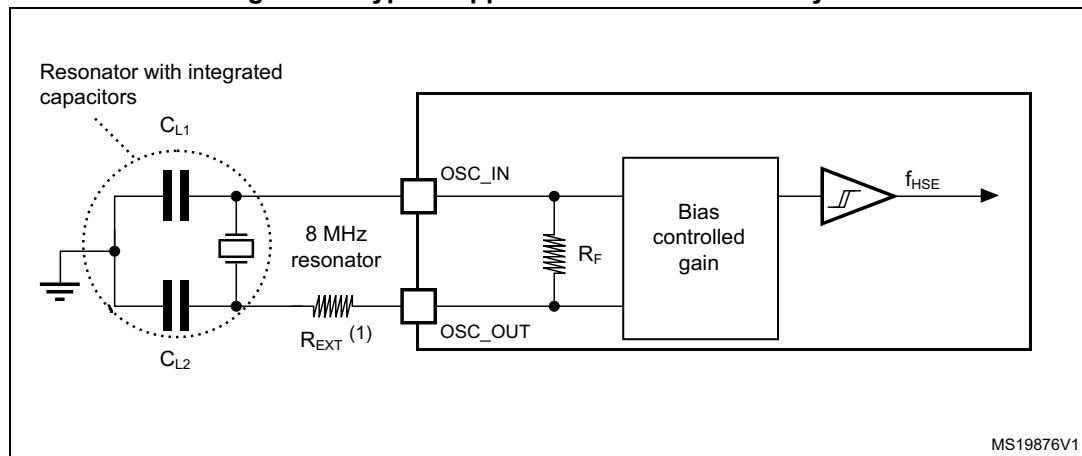 Resonator with integrated
capacitors
CL1
OSC_IN
fHSE
8 MHz
resonator
RF
Bias
controlled
gain
REXT (1)
OSC_OUT
CL2
MS19876V1